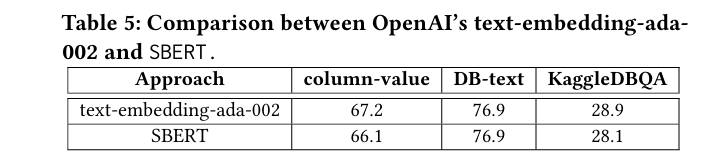 Table 5: Comparison between OpenAI's text-embedding-ada-
002 and SBERT.
Approach column-value DB-text KaggleDBQA
text-embedding-ada-002 67.2 76.9 28.9
SBERT 66.1 76.9 28.1